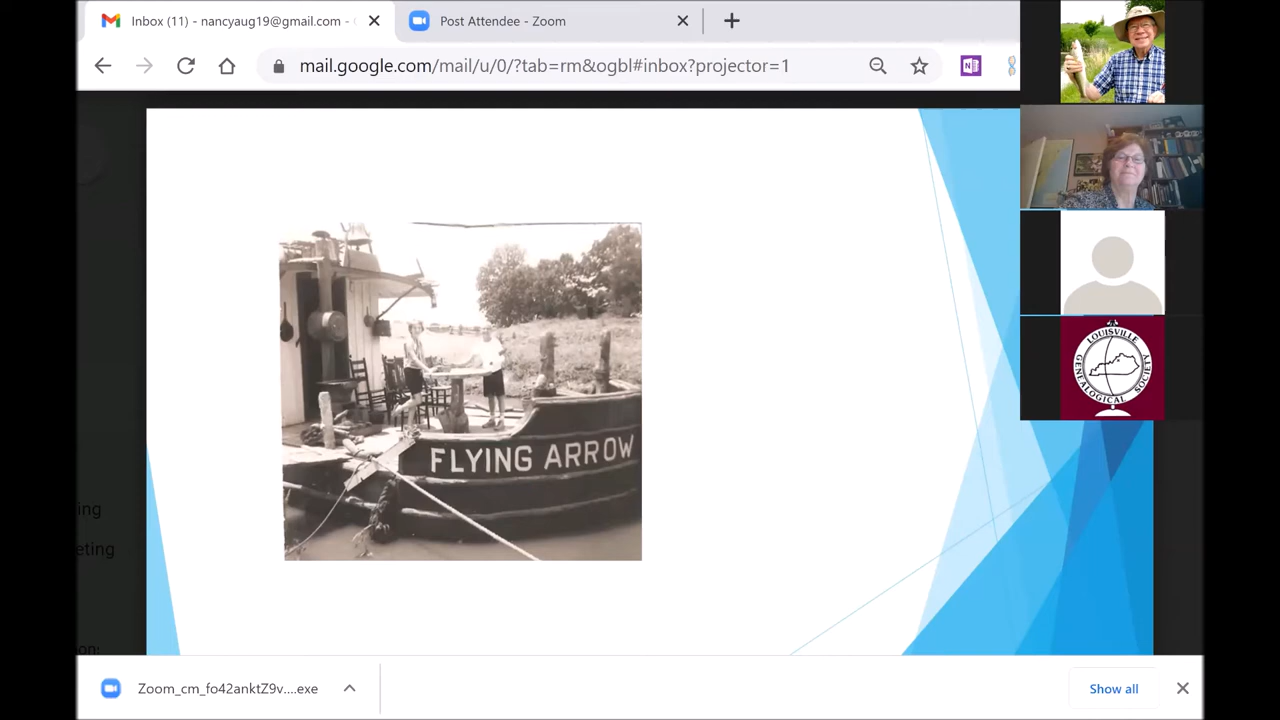 Inbox (11) - nancyaug19@gmail.com -
Post Attendee - Zoom
mail.google.com/mail/u/0/?tab=rm&ogbl#inbox?projector=1
LOUISVILLE
GENEALOGICAL SOCIETY
FLYING ARROW
ing
eting
on:
Zoom_cm_fo42anktZ9v....exe
Show all